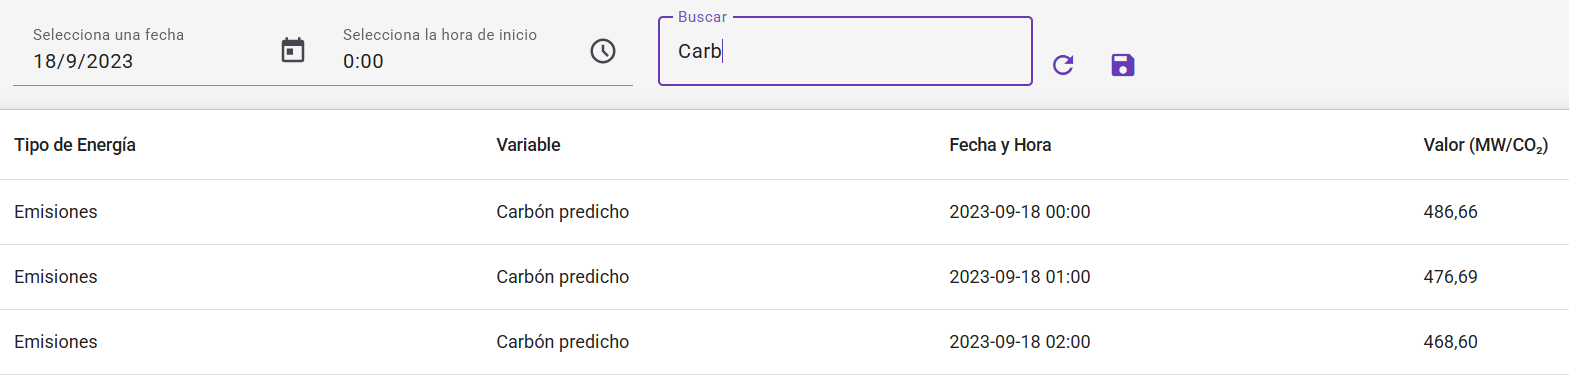 Selecciona una fecha
18/9/2023
Selecciona la hora de inicio
0:00
Buscar
Carb
Tipo de Energía Variable Fecha y Hora Valor (MW/CO₂)
Emisiones Carbón predicho 2023-09-18 00:00 486,66
Emisiones Carbón predicho 2023-09-18 01:00 476,69
Emisiones Carbón predicho 2023-09-18 02:00 468,60